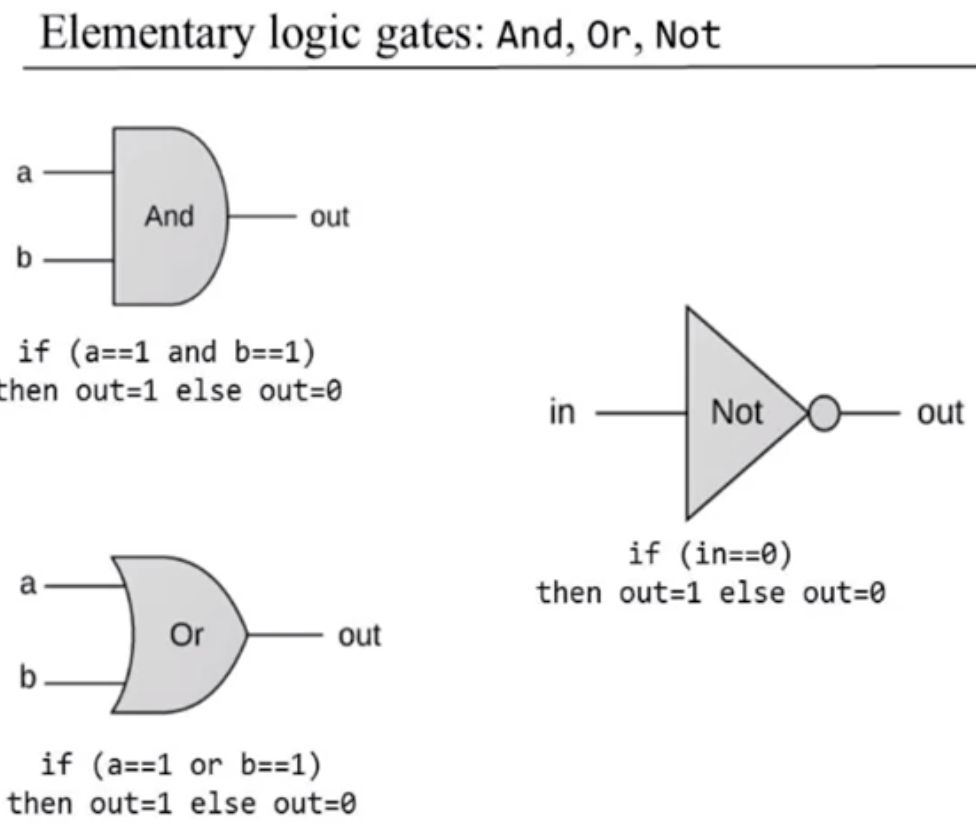 Elementary logic gates: And, Or, Not
a
And
out
b
if (a==1 and b==1)
then out=1 else out=0
in
Not
out
if (in==0)
then out=1 else out=0
a
Or
out
b
if (a==1 or b==1)
then out=1 else out=0